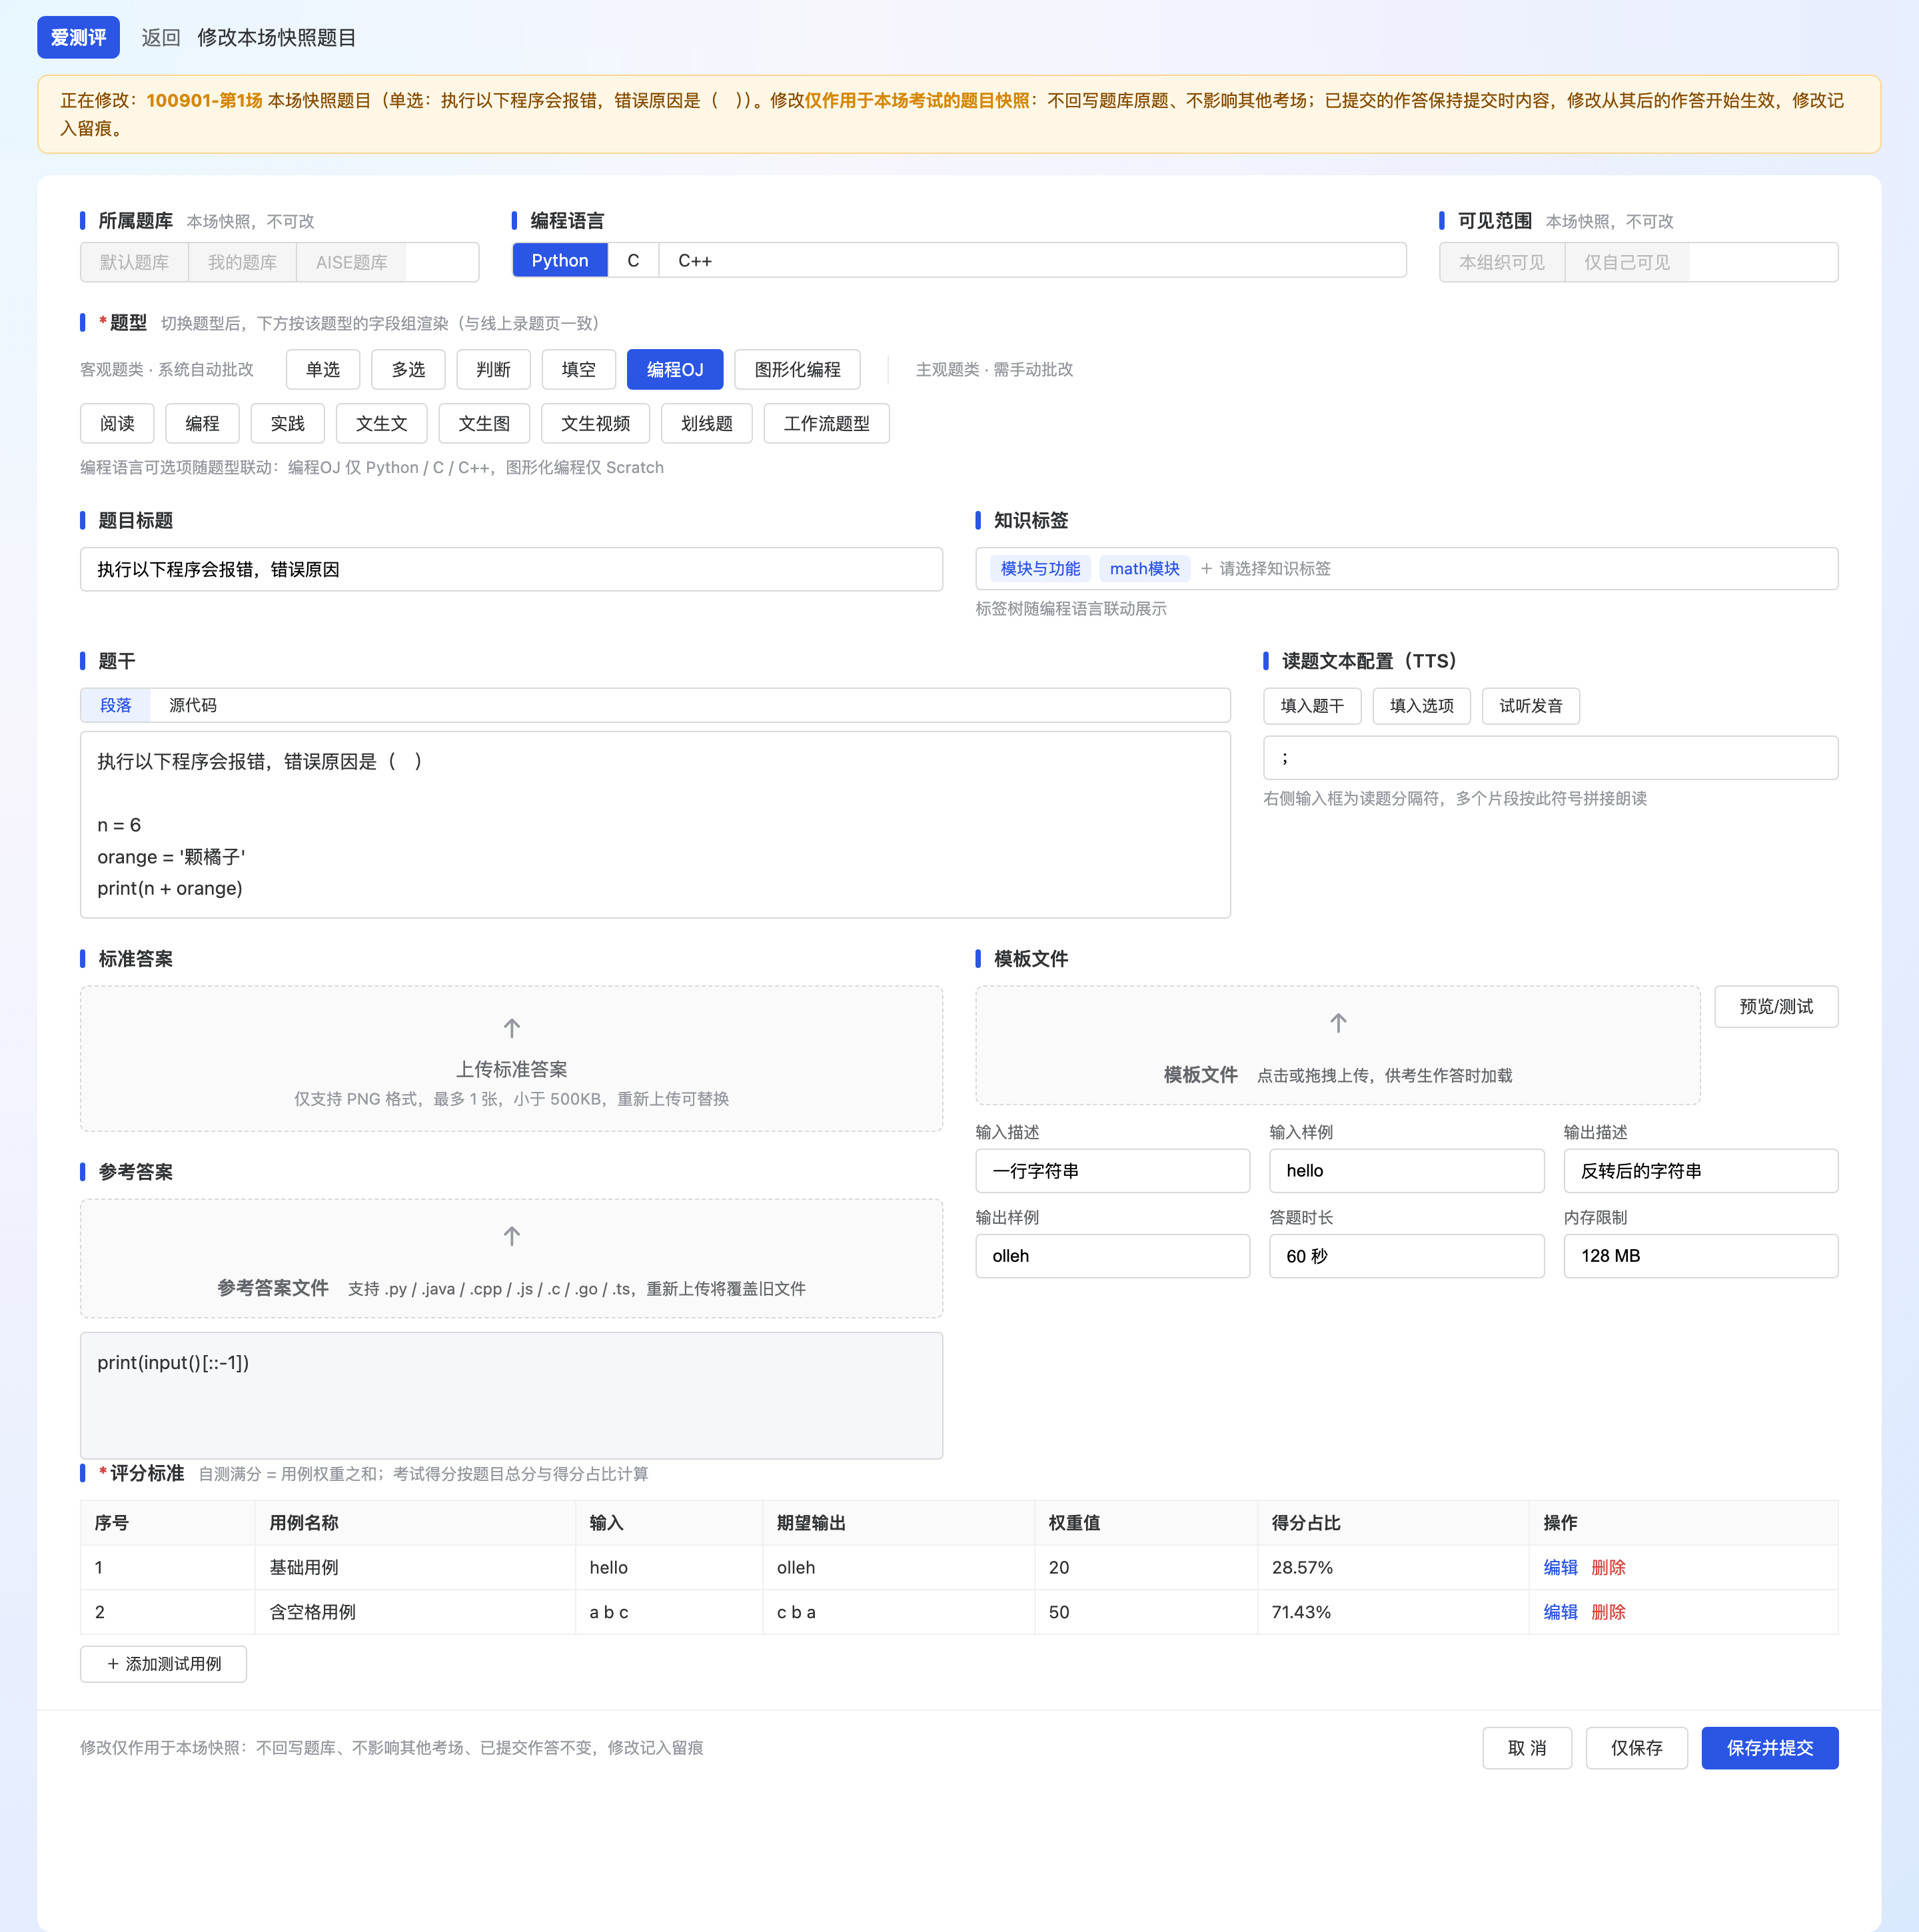 爱测评 返回 修改本场快照题目
正在修改：100901-第1场 本场快照题目（单选：执行以下程序会报错，错误原因是（　））。修改仅作用于本场考试的题目快照：不回写题库原题、不影响其他考场；已提交的作答保持提交时内容，修改从其后的作答开始生效，修改记
入留痕。
所属题库 本场快照，不可改 编程语言 可见范围 本场快照，不可改
默认题库 我的题库 AISE题库 Python C C++ 本组织可见 仅自己可见
*题型 切换题型后，下方按该题型的字段组渲染（与线上录题页一致）
客观题类 · 系统自动批改 单选 多选 判断 填空 编程OJ 图形化编程 主观题类 · 需手动批改
阅读 编程 实践 文生文 文生图 文生视频 划线题 工作流题型
编程语言可选项随题型联动：编程OJ 仅 Python / C / C++，图形化编程仅 Scratch
题目标题 知识标签
执行以下程序会报错，错误原因 模块与功能 math模块 + 请选择知识标签
标签树随编程语言联动展示
题干 读题文本配置（TTS）
段落 源代码 填入题干 填入选项 试听发音
执行以下程序会报错，错误原因是（　） ；
右侧输入框为读题分隔符，多个片段按此符号拼接朗读
n = 6
orange = '颗橘子'
print(n + orange)
标准答案 模板文件
↑ ↑ 预览/测试
上传标准答案 模板文件 点击或拖拽上传，供考生作答时加载
仅支持 PNG 格式，最多 1 张，小于 500KB，重新上传可替换
输入描述 输入样例 输出描述
参考答案 一行字符串 hello 反转后的字符串
输出样例 答题时长 内存限制
↑ olleh 60 秒 128 MB
参考答案文件 支持 .py / .java / .cpp / .js / .c / .go / .ts，重新上传将覆盖旧文件
print(input()[::-1])
*评分标准 自测满分 = 用例权重之和；考试得分按题目总分与得分占比计算
序号 用例名称 输入 期望输出 权重值 得分占比 操作
1 基础用例 hello olleh 20 28.57% 编辑 删除
2 含空格用例 a b c c b a 50 71.43% 编辑 删除
+ 添加测试用例
修改仅作用于本场快照：不回写题库、不影响其他考场、已提交作答不变，修改记入留痕 取 消 仅保存 保存并提交